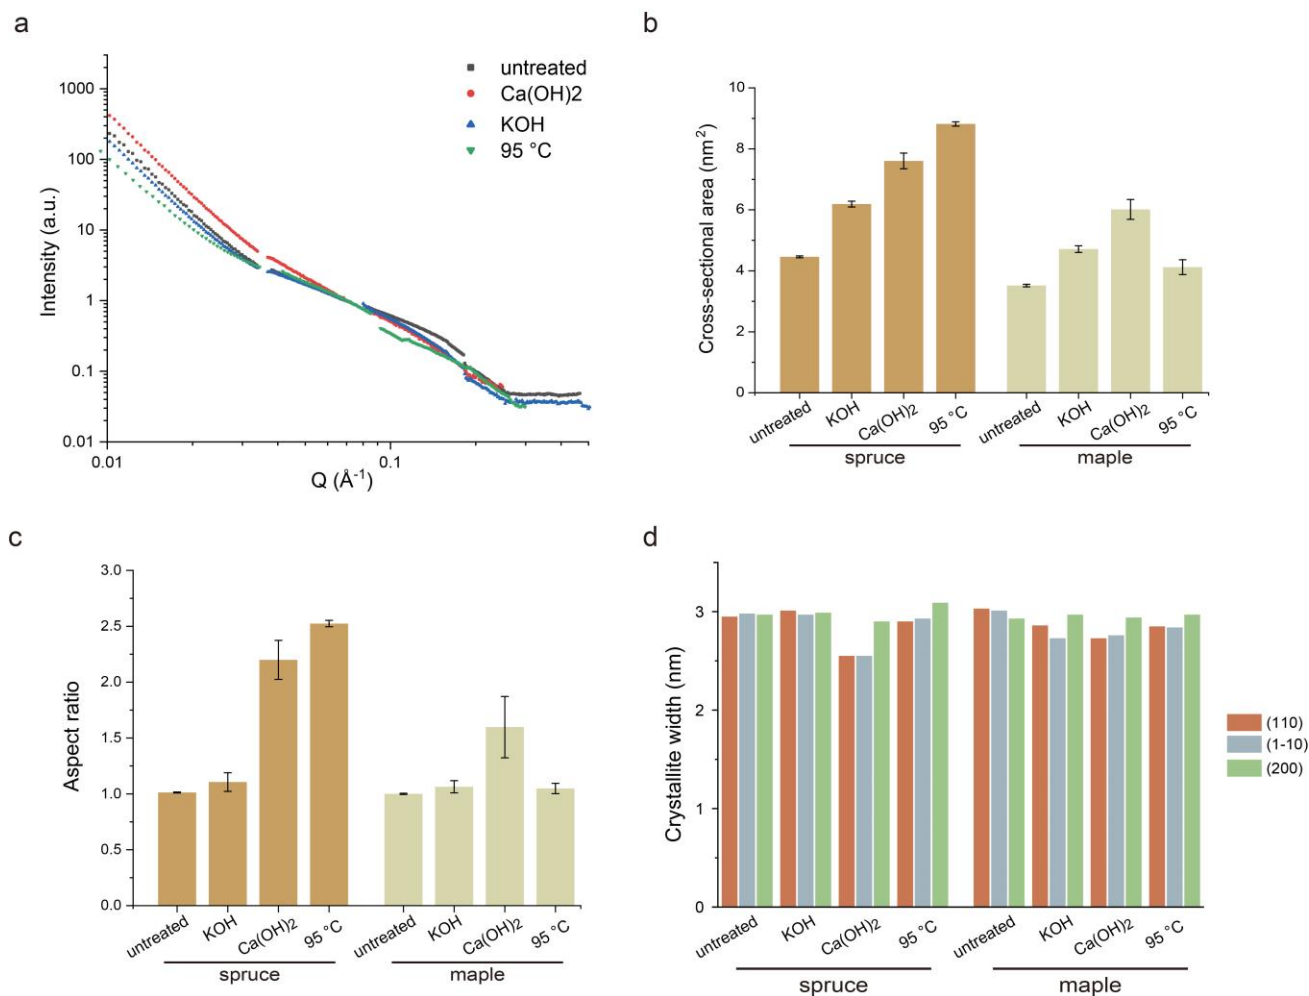 a
untreated
Ca(OH)2
KOH
95 °C
1000
100
10
1
0.1
0.01
0.01
0.1
Intensity (a.u.)
Q (Å⁻¹)
b
10
8
6
4
2
0
Cross-sectional area (nm²)
untreated
KOH
Ca(OH)₂
95 °C
untreated
KOH
Ca(OH)₂
95 °C
spruce
maple
c
3.0
2.5
2.0
1.5
1.0
0.5
0.0
Aspect ratio
untreated
KOH
Ca(OH)₂
95 °C
untreated
KOH
Ca(OH)₂
95 °C
spruce
maple
d
3
2
1
0
Crystallite width (nm)
untreated
KOH
Ca(OH)₂
95 °C
untreated
KOH
Ca(OH)₂
95 °C
spruce
maple
(110)
(1-10)
(200)